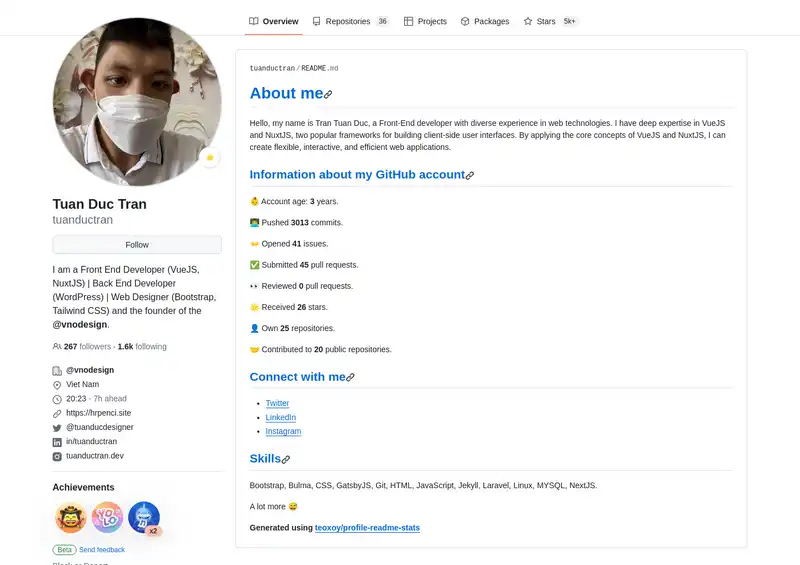 Overview
Repositories 36
Projects
Packages
Stars 5k+
tuanductran/README.md
About me
Hello, my name is Tran Tuan Duc, a Front-End developer with diverse experience in web technologies. I have deep expertise in VueJS
and NuxtJS, two popular frameworks for building client-side user interfaces. By applying the core concepts of VueJS and NuxtJS, I can
create flexible, interactive, and efficient web applications.
Information about my GitHub account
👶 Account age: 3 years.
👨‍💻 Pushed 3013 commits.
👐 Opened 41 issues.
✅ Submitted 45 pull requests.
👀 Reviewed 0 pull requests.
🌟 Received 26 stars.
👤 Own 25 repositories.
🤝 Contributed to 20 public repositories.
Connect with me
Twitter
LinkedIn
Instagram
Skills
Bootstrap, Bulma, CSS, GatsbyJS, Git, HTML, JavaScript, Jekyll, Laravel, Linux, MYSQL, NextJS.
A lot more 😅
Generated using teoxoy/profile-readme-stats
Tuan Duc Tran
tuanductran
Follow
I am a Front End Developer (VueJS,
NuxtJS) | Back End Developer
(WordPress) | Web Designer (Bootstrap,
Tailwind CSS) and the founder of the
@vnodesign.
267 followers · 1.6k following
@vnodesign
Viet Nam
20:23 - 7h ahead
https://hrpenci.site
@tuanducdesigner
in/tuanductran
tuanductran.dev
Achievements
YOLO
x2
Beta Send feedback
Block or Report